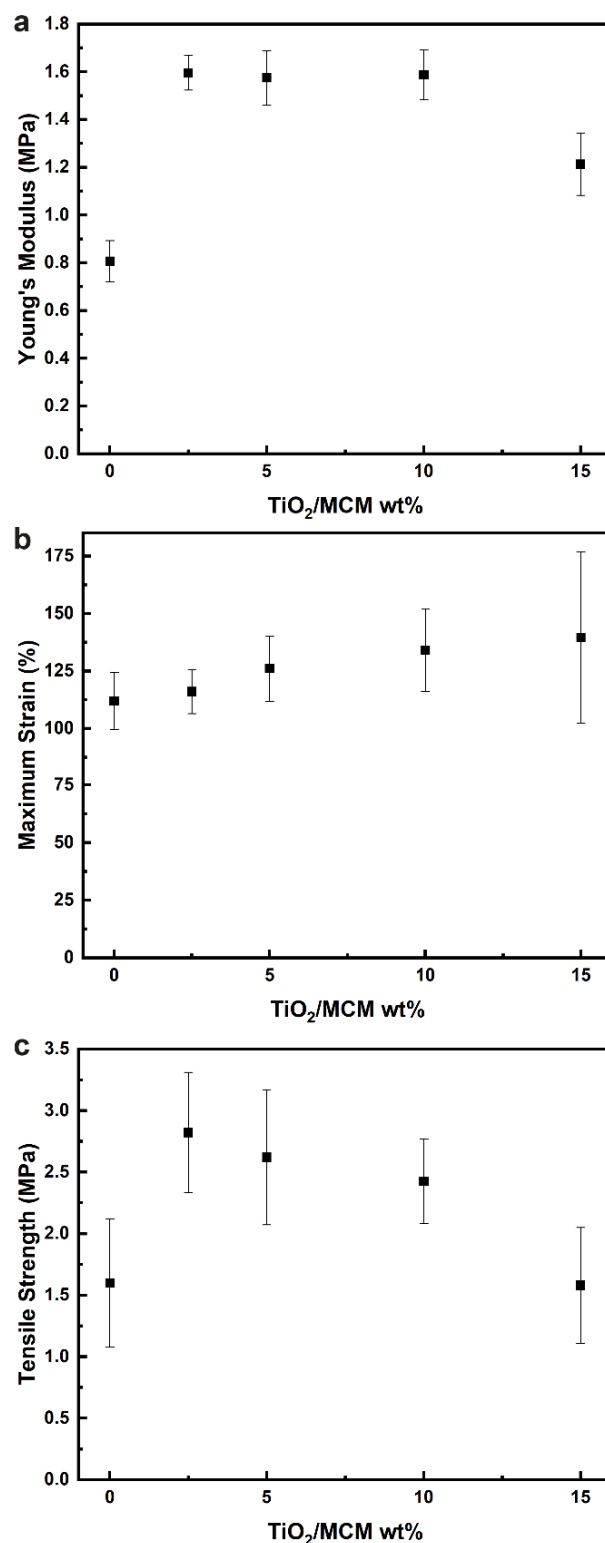 a
1.8
1.6
1.4
1.2
1.0
0.8
0.6
0.4
0.2
0.0
Young's Modulus (MPa)
0 5 10 15
TiO₂/MCM wt%
b
175
150
125
100
75
50
25
0
Maximum Strain (%)
0 5 10 15
TiO₂/MCM wt%
c
3.5
3.0
2.5
2.0
1.5
1.0
0.5
0.0
Tensile Strength (MPa)
0 5 10 15
TiO₂/MCM wt%